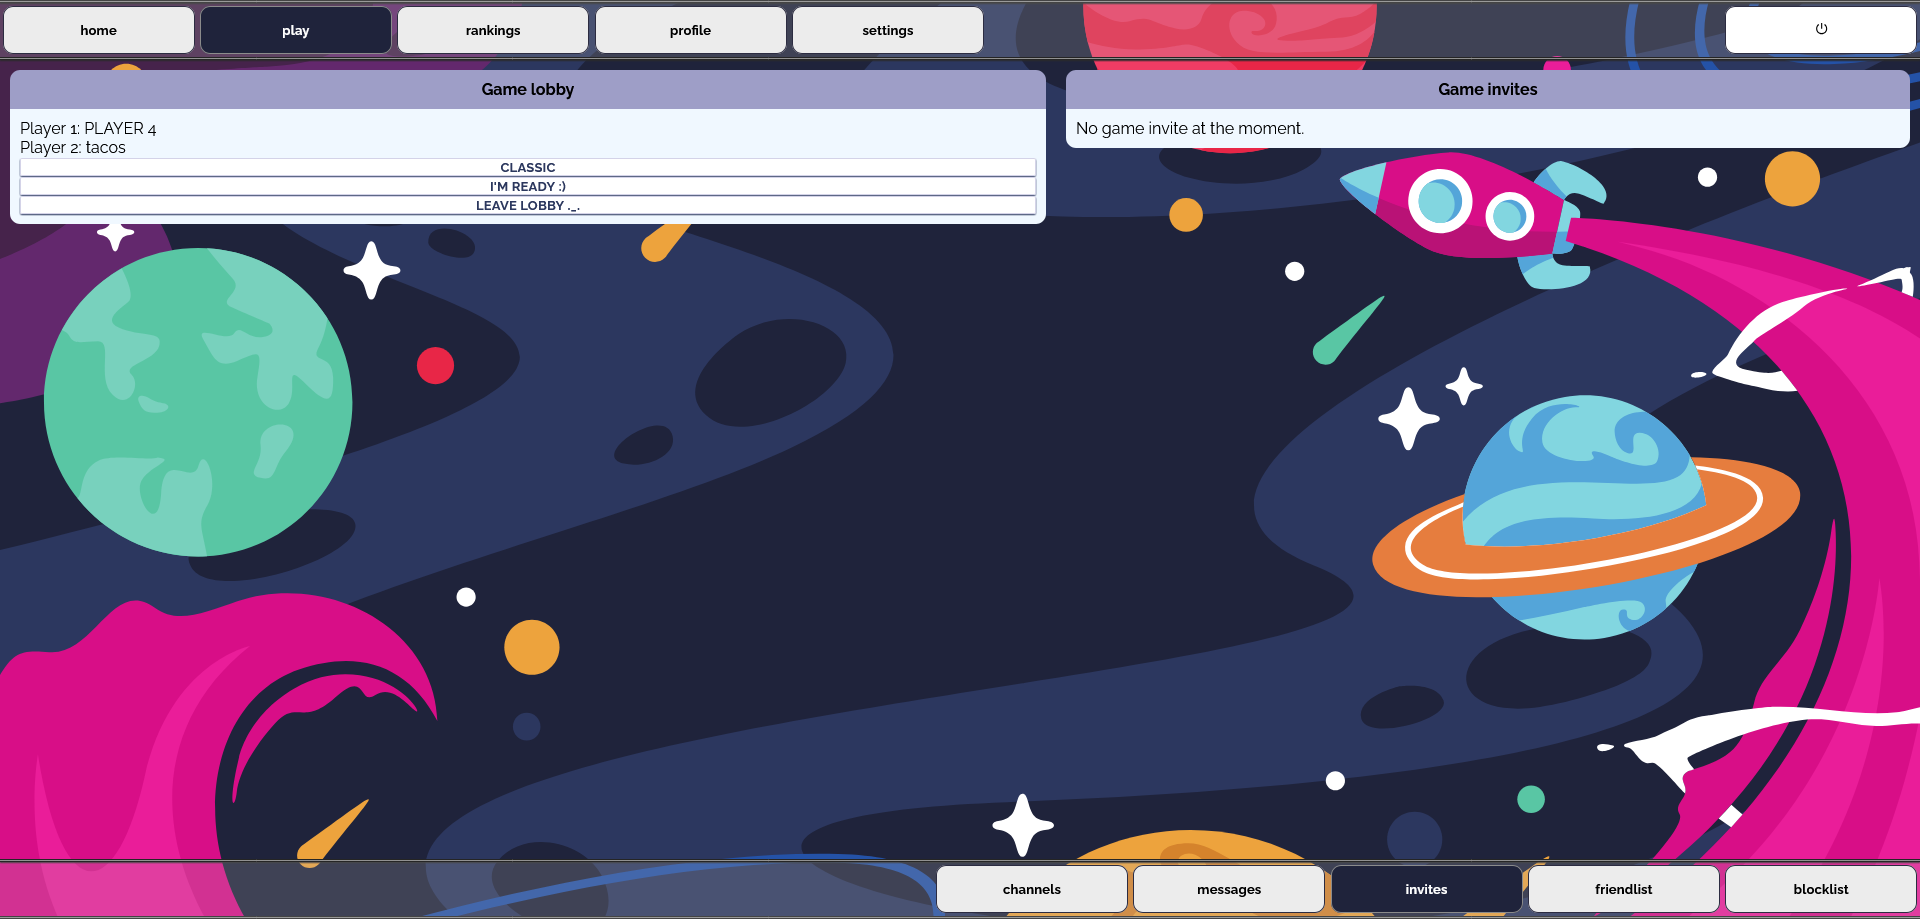 home
play
rankings
profile
settings
Game lobby
Player 1: PLAYER 4
Player 2: tacos
CLASSIC
I'M READY :)
LEAVE LOBBY ._.
Game invites
No game invite at the moment.
channels
messages
invites
friendlist
blocklist